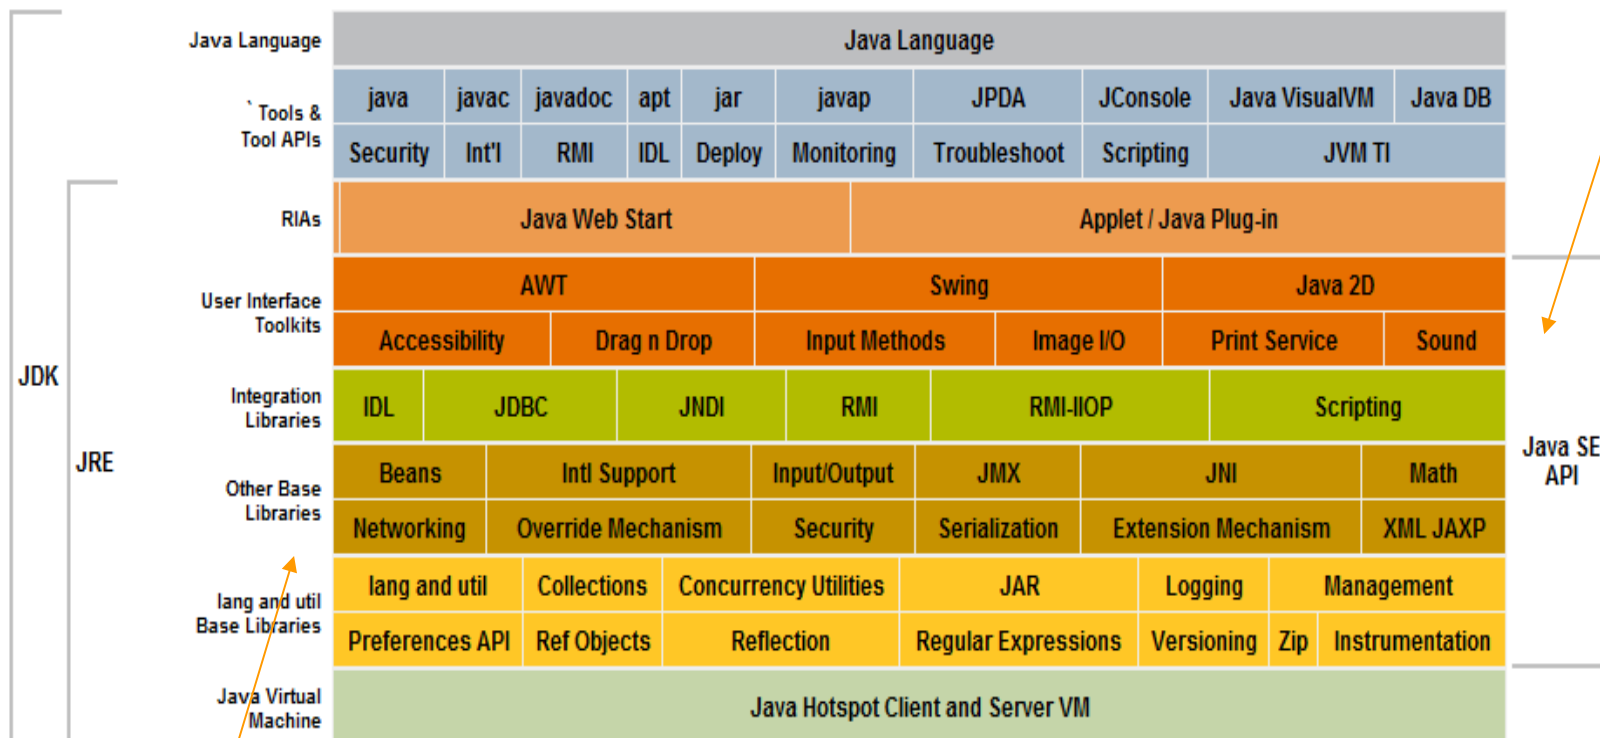 Java Language
Java Language
` Tools &
Tool APIs
java javac javadoc apt jar javap JPDA JConsole Java VisualVM Java DB
Security Int'l RMI IDL Deploy Monitoring Troubleshoot Scripting JVM TI
RIAs
Java Web Start Applet / Java Plug-in
User Interface
Toolkits
AWT Swing Java 2D
Accessibility Drag n Drop Input Methods Image I/O Print Service Sound
JDK
Integration
Libraries
IDL JDBC JNDI RMI RMI-IIOP Scripting
JRE
Java SE
API
Other Base
Libraries
Beans Intl Support Input/Output JMX JNI Math
Networking Override Mechanism Security Serialization Extension Mechanism XML JAXP
lang and util
Base Libraries
lang and util Collections Concurrency Utilities JAR Logging Management
Preferences API Ref Objects Reflection Regular Expressions Versioning Zip Instrumentation
Java Virtual
Machine
Java Hotspot Client and Server VM